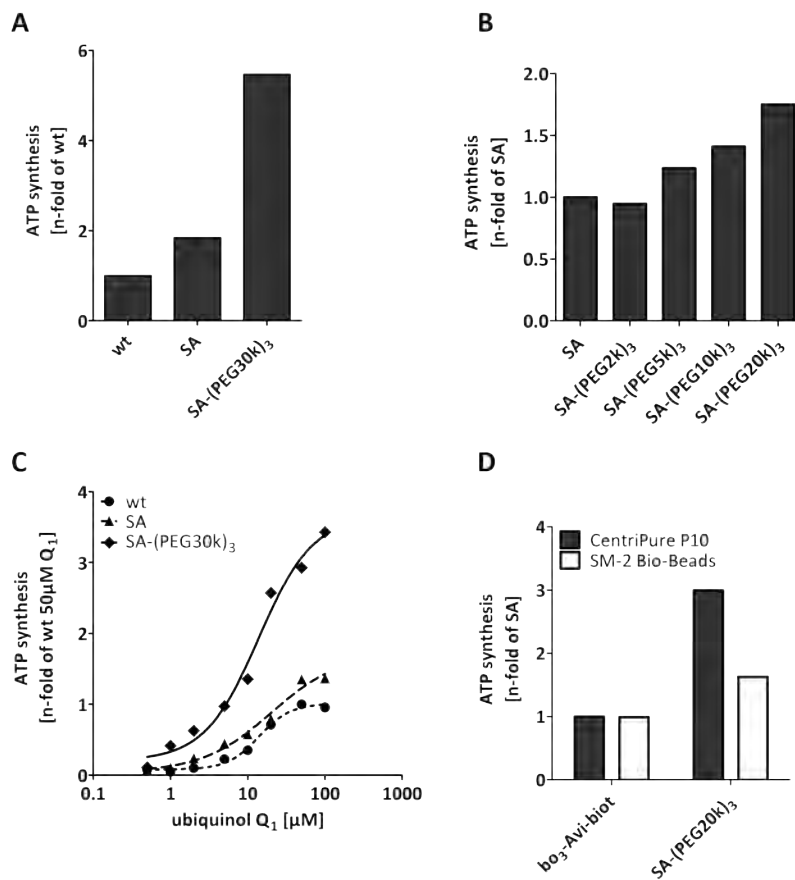 A
ATP synthesis
[n-fold of wt]
6
4
2
0
wt
SA
SA-(PEG30k)₃
B
ATP synthesis
[n-fold of SA]
2.0
1.5
1.0
0.5
0.0
SA
SA-(PEG2k)₃
SA-(PEG5k)₃
SA-(PEG10k)₃
SA-(PEG20k)₃
C
ATP synthesis
[n-fold of wt 50µM Q₁]
4
3
2
1
0
wt
SA
SA-(PEG30k)₃
0.1
1
10
100
1000
ubiquinol Q₁ [µM]
D
ATP synthesis
[n-fold of SA]
4
3
2
1
0
CentriPure P10
SM-2 Bio-Beads
bo₃-Avi-biot
SA-(PEG20k)₃